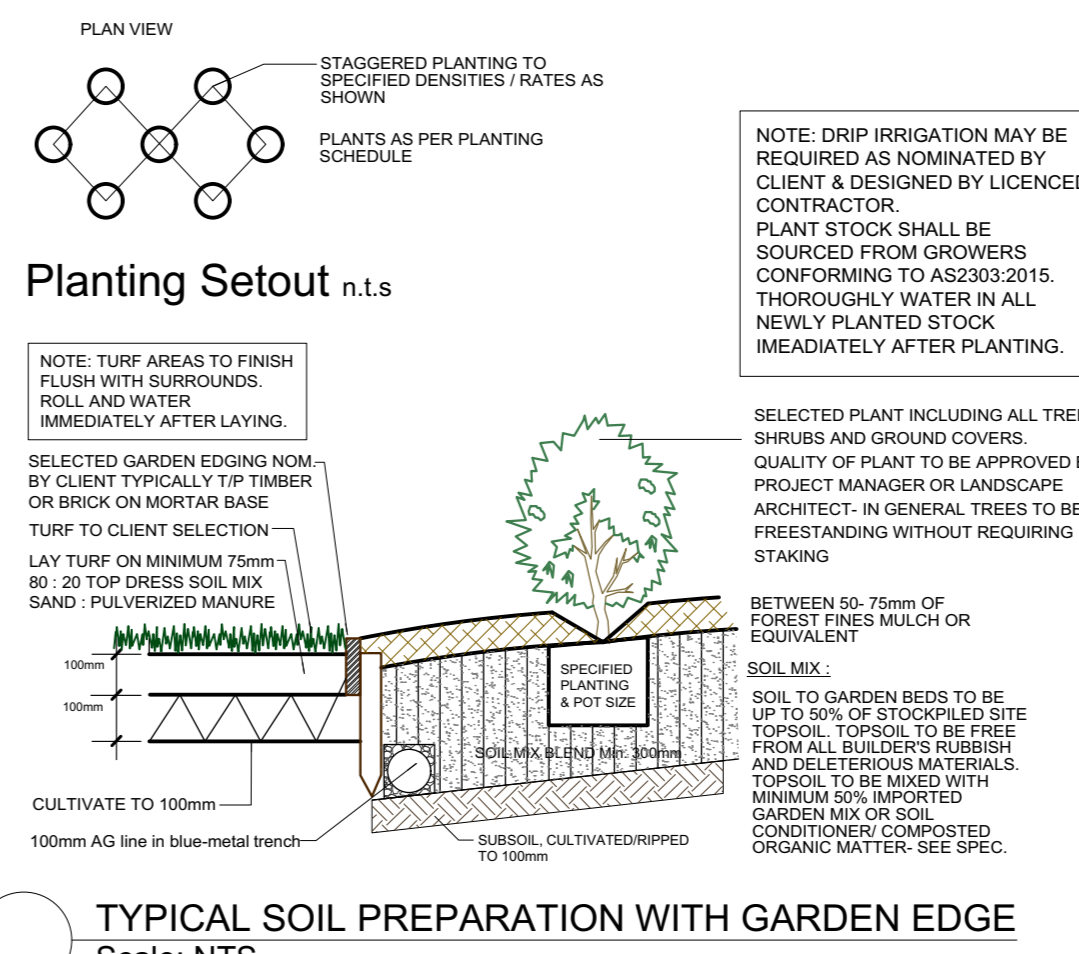 PLAN VIEW
STAGGERED PLANTING TO
SPECIFIED DENSITIES / RATES AS
SHOWN
PLANTS AS PER PLANTING
SCHEDULE
Planting Setout n.t.s
NOTE: DRIP IRRIGATION MAY BE
REQUIRED AS NOMINATED BY
CLIENT & DESIGNED BY LICENCED
CONTRACTOR.
PLANT STOCK SHALL BE
SOURCED FROM GROWERS
CONFORMING TO AS2303:2015.
THOROUGHLY WATER IN ALL
NEWLY PLANTED STOCK
IMEADIATELY AFTER PLANTING.
NOTE: TURF AREAS TO FINISH
FLUSH WITH SURROUNDS.
ROLL AND WATER
IMMEDIATELY AFTER LAYING.
SELECTED GARDEN EDGING NOM.
BY CLIENT TYPICALLY T/P TIMBER
OR BRICK ON MORTAR BASE
TURF TO CLIENT SELECTION
LAY TURF ON MINIMUM 75mm
80 : 20 TOP DRESS SOIL MIX
SAND : PULVERIZED MANURE
100mm
100mm
CULTIVATE TO 100mm
100mm AG line in blue-metal trench
SPECIFIED
PLANTING
& POT SIZE
SOIL MIX BLEND Min. 300mm
SUBSOIL, CULTIVATED/RIPPED
TO 100mm
SELECTED PLANT INCLUDING ALL
SHRUBS AND GROUND COVERS.
QUALITY OF PLANT TO BE APPROVED
PROJECT MANAGER OR LANDSCAPE
ARCHITECT- IN GENERAL TREES TO BE
FREESTANDING WITHOUT REQUIRING
STAKING
BETWEEN 50- 75mm OF
FOREST FINES MULCH OR
EQUIVALENT
SOIL MIX :
SOIL TO GARDEN BEDS TO BE
UP TO 50% OF STOCKPILED SITE
TOPSOIL. TOPSOIL TO BE FREE
FROM ALL BUILDER'S RUBBISH
AND DELETERIOUS MATERIALS.
TOPSOIL TO BE MIXED WITH
MINIMUM 50% IMPORTED
GARDEN MIX OR SOIL
CONDITIONER/ COMPOSTED
ORGANIC MATTER- SEE SPEC.
TYPICAL SOIL PREPARATION WITH GARDEN EDGE
Scale: NTS